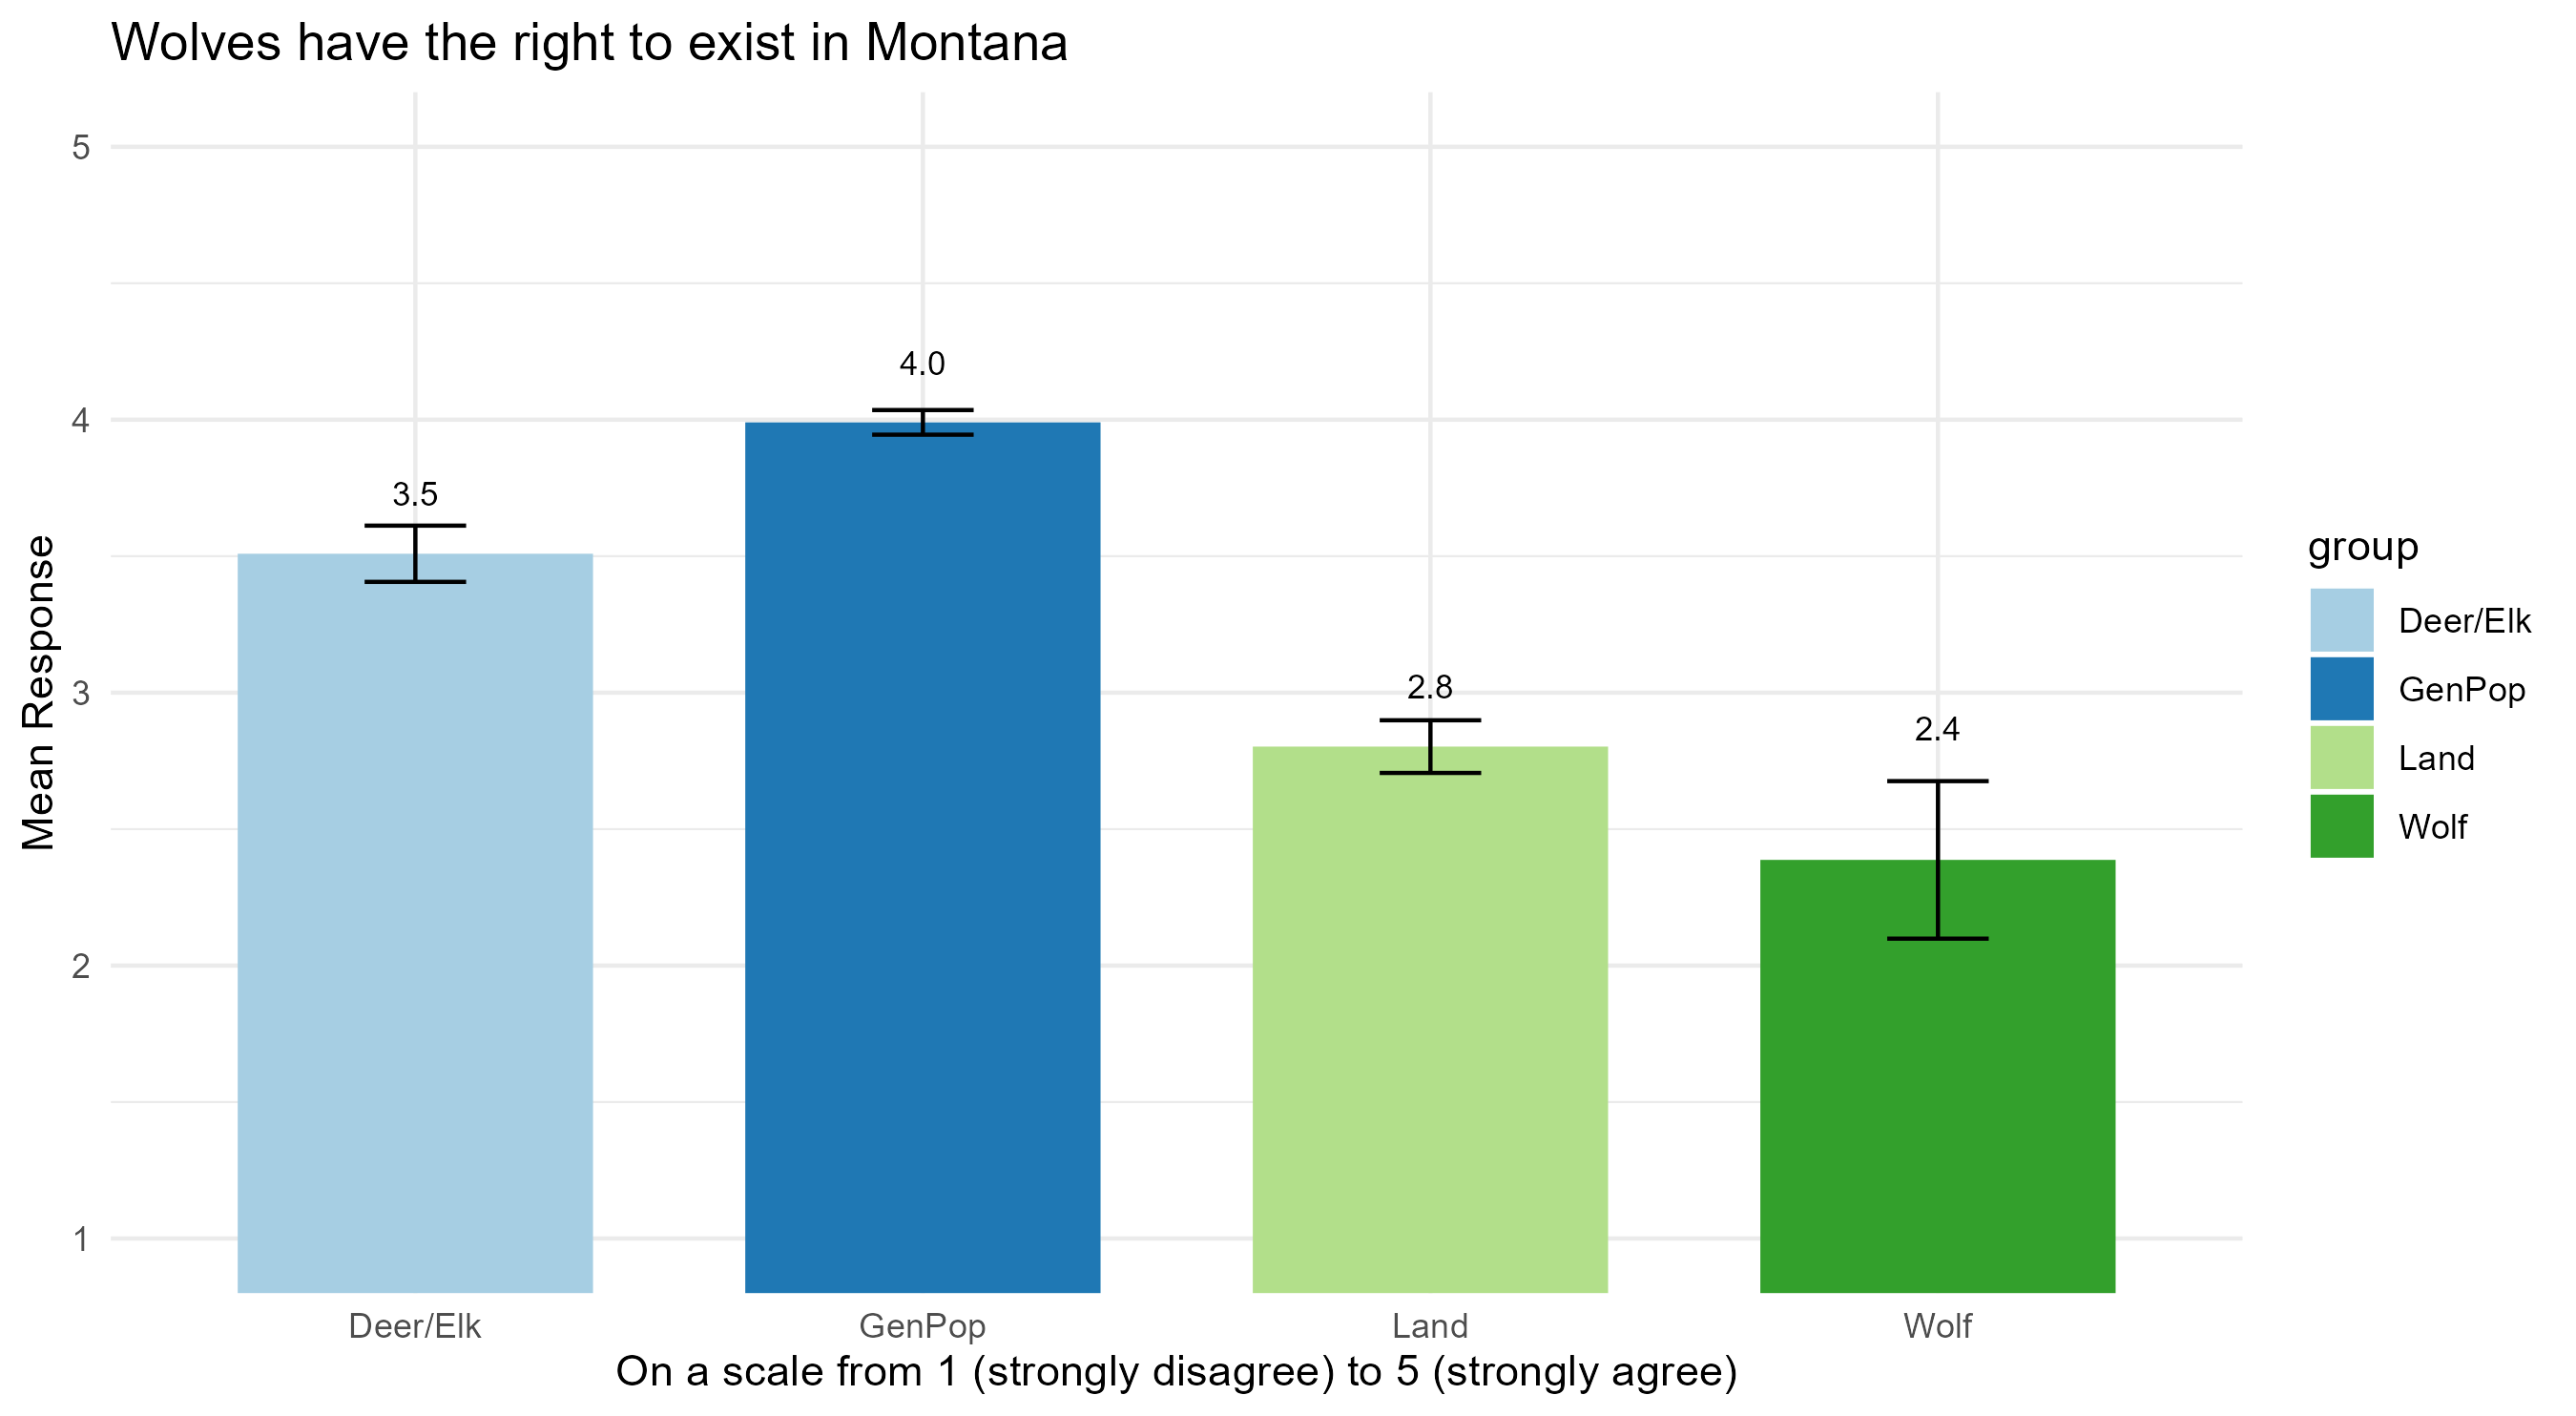 Wolves have the right to exist in Montana
Mean Response
5
4
3
2
1
3.5
4.0
2.8
2.4
Deer/Elk
GenPop
Land
Wolf
On a scale from 1 (strongly disagree) to 5 (strongly agree)
group
Deer/Elk
GenPop
Land
Wolf